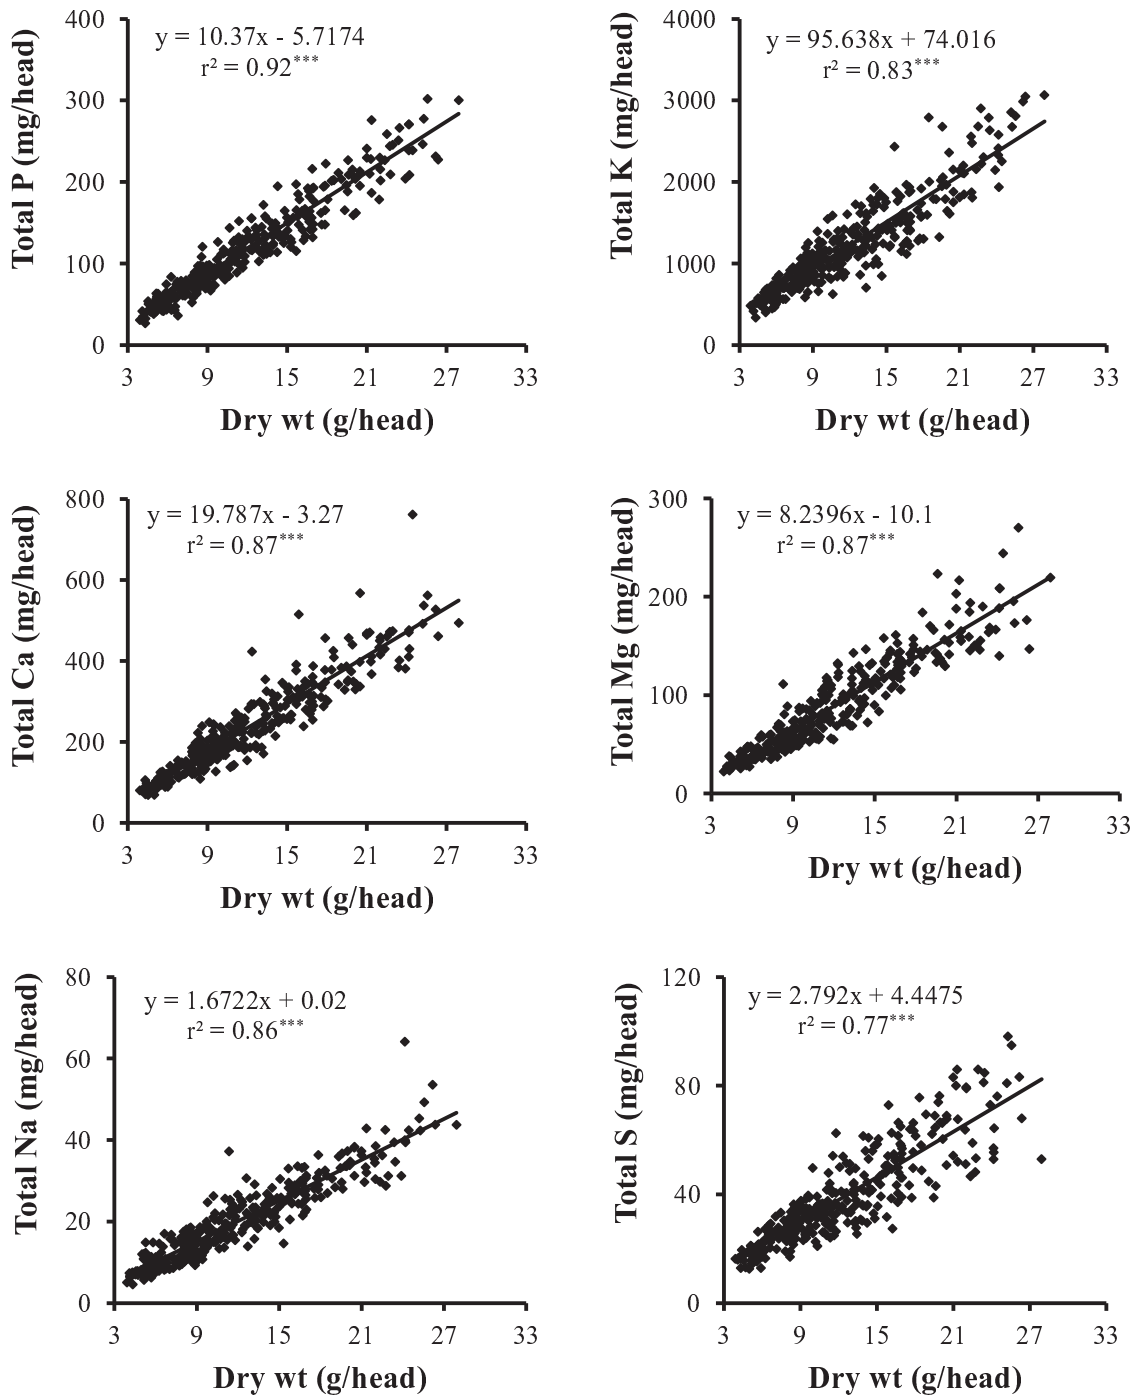 y = 10.37x - 5.7174
r² = 0.92***
Total P (mg/head)
400
300
200
100
0
3 9 15 21 27 33
Dry wt (g/head)
y = 95.638x + 74.016
r² = 0.83***
Total K (mg/head)
4000
3000
2000
1000
0
3 9 15 21 27 33
Dry wt (g/head)
y = 19.787x - 3.27
r² = 0.87***
Total Ca (mg/head)
800
600
400
200
0
3 9 15 21 27 33
Dry wt (g/head)
y = 8.2396x - 10.1
r² = 0.87***
Total Mg (mg/head)
300
200
100
0
3 9 15 21 27 33
Dry wt (g/head)
y = 1.6722x + 0.02
r² = 0.86***
Total Na (mg/head)
80
60
40
20
0
3 9 15 21 27 33
Dry wt (g/head)
y = 2.792x + 4.4475
r² = 0.77***
Total S (mg/head)
120
80
40
0
3 9 15 21 27 33
Dry wt (g/head)